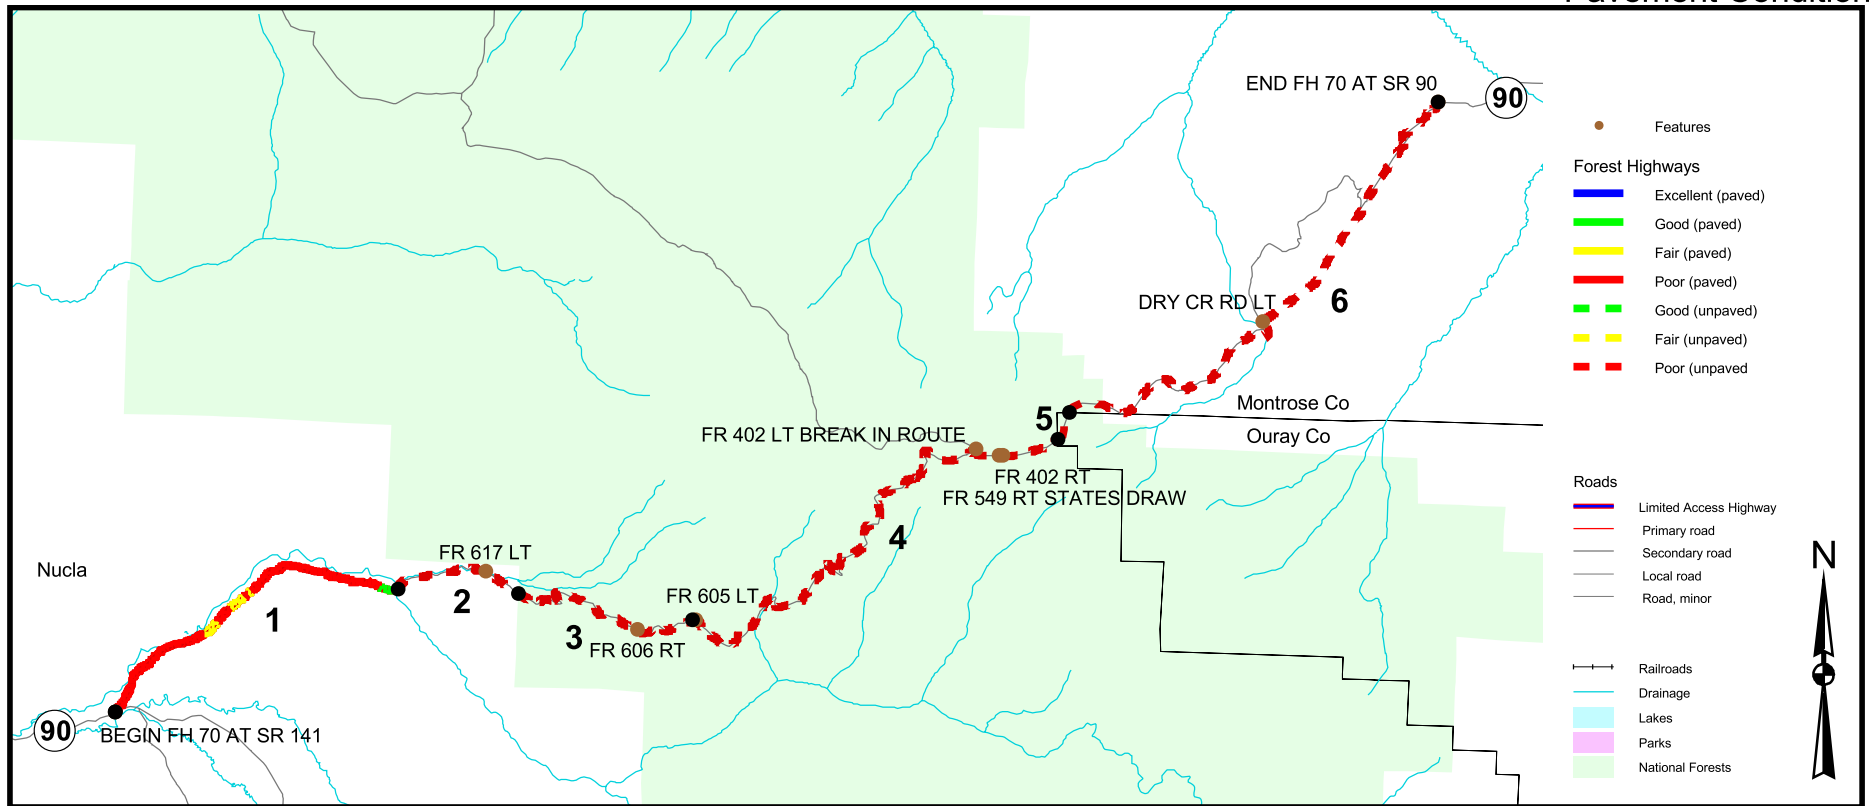 Pavement Condition
END FH 70 AT SR 90
90
DRY CR RD LT
6
Montrose Co
5
Ouray Co
FR 402 LT BREAK IN ROUTE
FR 402 RT
FR 549 RT STATES DRAW
4
FR 617 LT
Nucla
2
FR 605 LT
1
3
FR 606 RT
90
BEGIN FH 70 AT SR 141
Features
Forest Highways
Excellent (paved)
Good (paved)
Fair (paved)
Poor (paved)
Good (unpaved)
Fair (unpaved)
Poor (unpaved
Roads
Limited Access Highway
Primary road
Secondary road
Local road
Road, minor
Railroads
Drainage
Lakes
Parks
National Forests
N